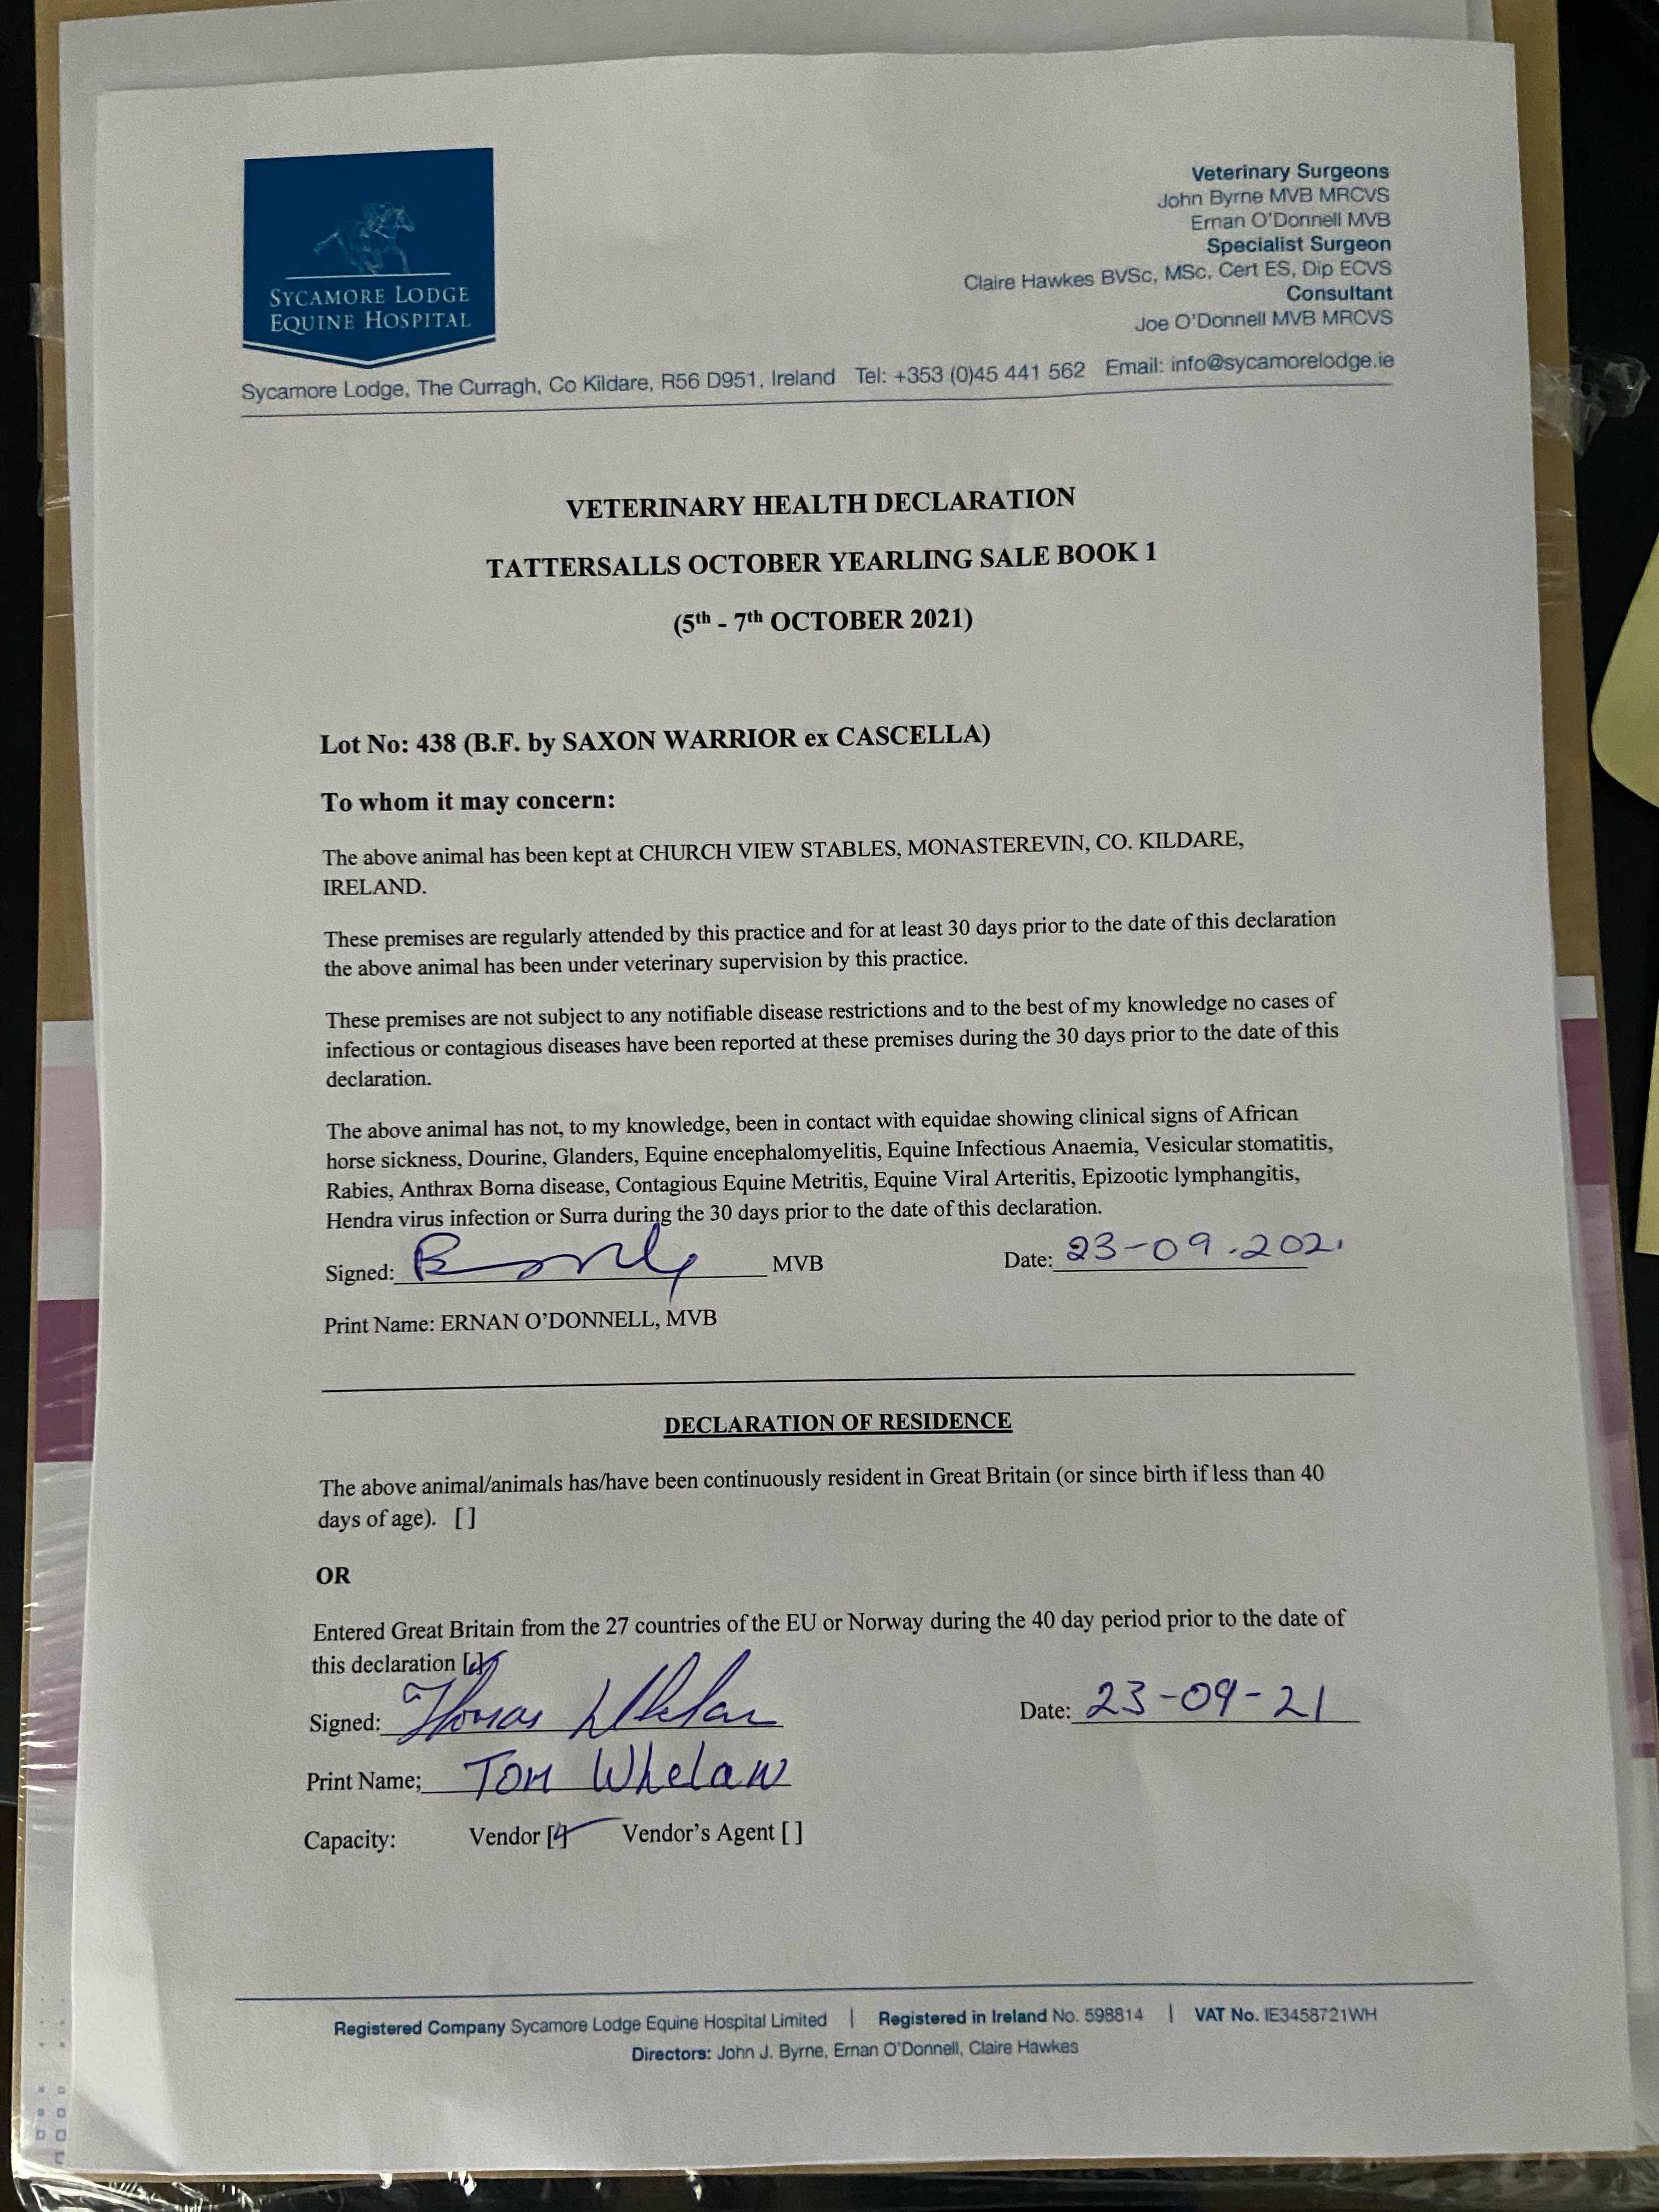 SYCAMORE LODGE
EQUINE HOSPITAL
Veterinary Surgeons
John Byrne MVB MRCVS
Ernan O'Donnell MVB
Specialist Surgeon
Claire Hawkes BVSc, MSc, Cert ES, Dip ECVS
Consultant
Joe O'Donnell MVB MRCVS
Sycamore Lodge, The Curragh, Co Kildare, R56 D951, Ireland Tel: +353 (0)45 441 562 Email: info@sycamorelodge.ie
VETERINARY HEALTH DECLARATION
TATTERSALLS OCTOBER YEARLING SALE BOOK 1
(5th - 7th OCTOBER 2021)
Lot No: 438 (B.F. by SAXON WARRIOR ex CASCELLA)
To whom it may concern:
The above animal has been kept at CHURCH VIEW STABLES, MONASTEREVIN, CO. KILDARE,
IRELAND.
These premises are regularly attended by this practice and for at least 30 days prior to the date of this declaration
the above animal has been under veterinary supervision by this practice.
These premises are not subject to any notifiable disease restrictions and to the best of my knowledge no cases of
infectious or contagious diseases have been reported at these premises during the 30 days prior to the date of this
declaration.
The above animal has not, to my knowledge, been in contact with equidae showing clinical signs of African
horse sickness, Dourine, Glanders, Equine encephalomyelitis, Equine Infectious Anaemia, Vesicular stomatitis,
Rabies, Anthrax Borna disease, Contagious Equine Metritis, Equine Viral Arteritis, Epizootic lymphangitis,
Hendra virus infection or Surra during the 30 days prior to the date of this declaration.
Signed: MVB Date: 23-09.2021
Print Name: ERNAN O'DONNELL, MVB
DECLARATION OF RESIDENCE
The above animal/animals has/have been continuously resident in Great Britain (or since birth if less than 40
days of age). [ ]
OR
Entered Great Britain from the 27 countries of the EU or Norway during the 40 day period prior to the date of
this declaration [✓]
Signed: Thomas Whelan Date: 23-09-21
Print Name; Tom Whelan
Capacity: Vendor [✓] Vendor's Agent [ ]
Registered Company Sycamore Lodge Equine Hospital Limited | Registered in Ireland No. 598814 | VAT No. IE3458721WH
Directors: John J. Byrne, Ernan O'Donnell, Claire Hawkes